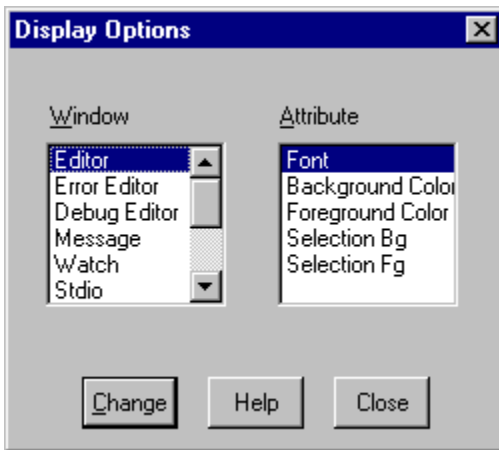 Display Options
Window
Editor
Error Editor
Debug Editor
Message
Watch
Stdio
Attribute
Font
Background Color
Foreground Color
Selection Bg
Selection Fg
Change
Help
Close